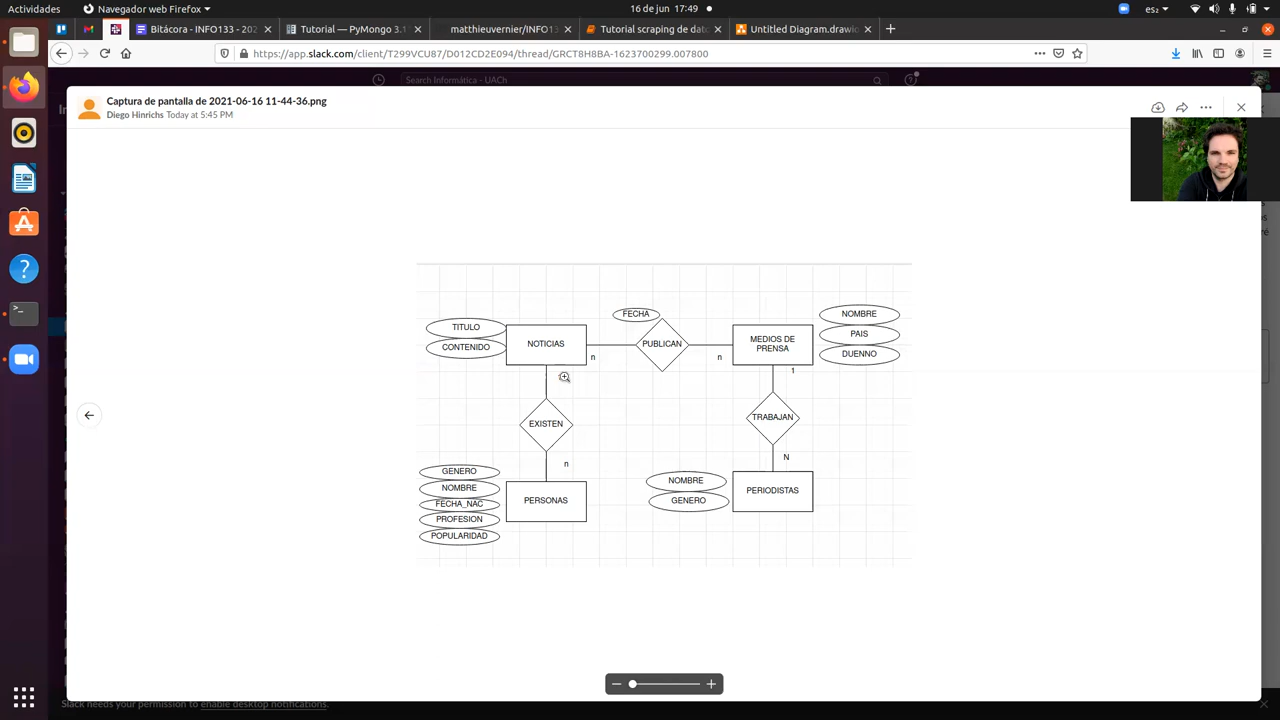 Actividades
Navegador web Firefox
16 de jun 17:49
es2
Bitácora - INFO133 - 202
Tutorial — PyMongo 3.1
matthieuvernier/INFO13
Tutorial scraping de dat
Untitled Diagram.drawio
https://app.slack.com/client/T299VCU87/D012CD2E094/thread/GRCT8H8BA-1623700299.007800
Search Informática - UACh
Captura de pantalla de 2021-06-16 11-44-36.png
Diego Hinrichs Today at 5:45 PM
FECHA
NOMBRE
TITULO
NOTICIAS
PUBLICAN
MEDIOS DE
PRENSA
PAIS
CONTENIDO
n
n
DUENNO
1
EXISTEN
TRABAJAN
n
N
GENERO
NOMBRE
FECHA_NAC
PROFESION
POPULARIDAD
PERSONAS
NOMBRE
GENERO
PERIODISTAS
Slack needs your permission to enable desktop notifications.